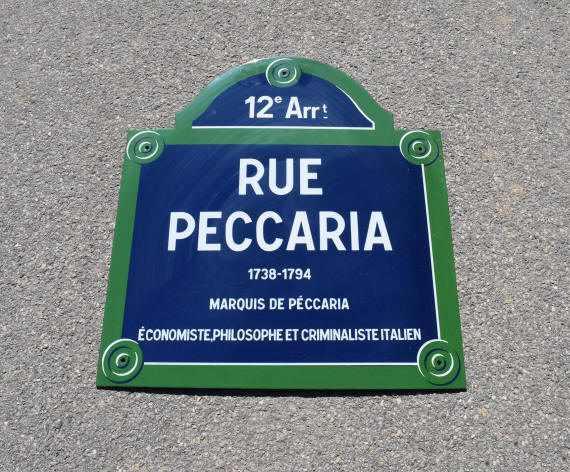 12e Arrt
RUE
PECCARIA
1738-1794
MARQUIS DE PÉCCARIA
ÉCONOMISTE,PHILOSOPHE ET CRIMINALISTE ITALIEN